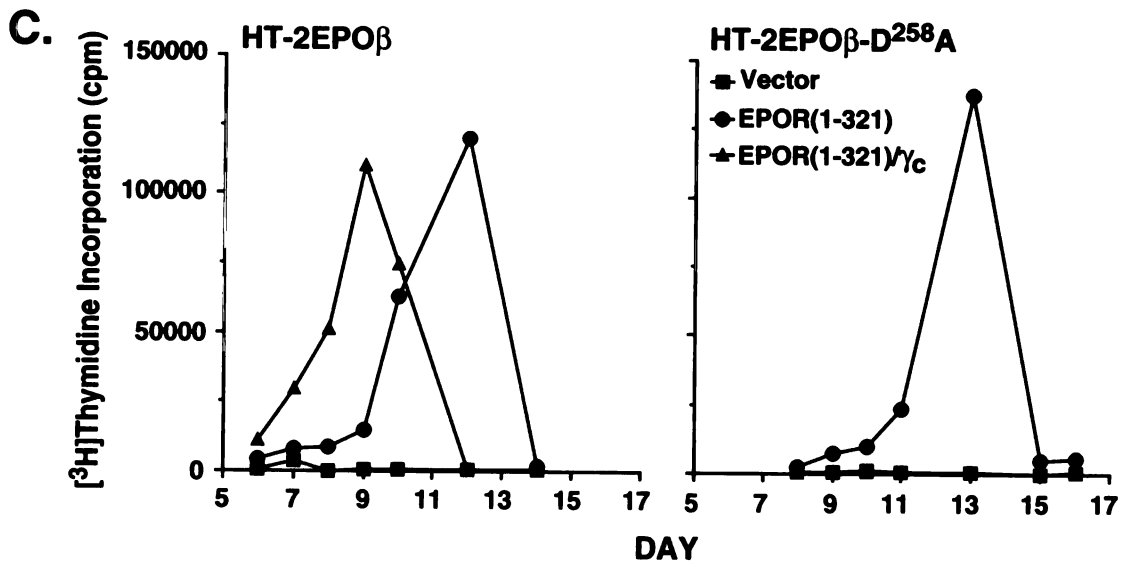 C.
HT-2EPOβ
[³H]Thymidine Incorporation (cpm)
150000
100000
50000
0
5 7 9 11 13 15 17
HT-2EPOβ-D²⁵⁸A
Vector
EPOR(1-321)
EPOR(1-321)/γc
5 7 9 11 13 15 17
DAY